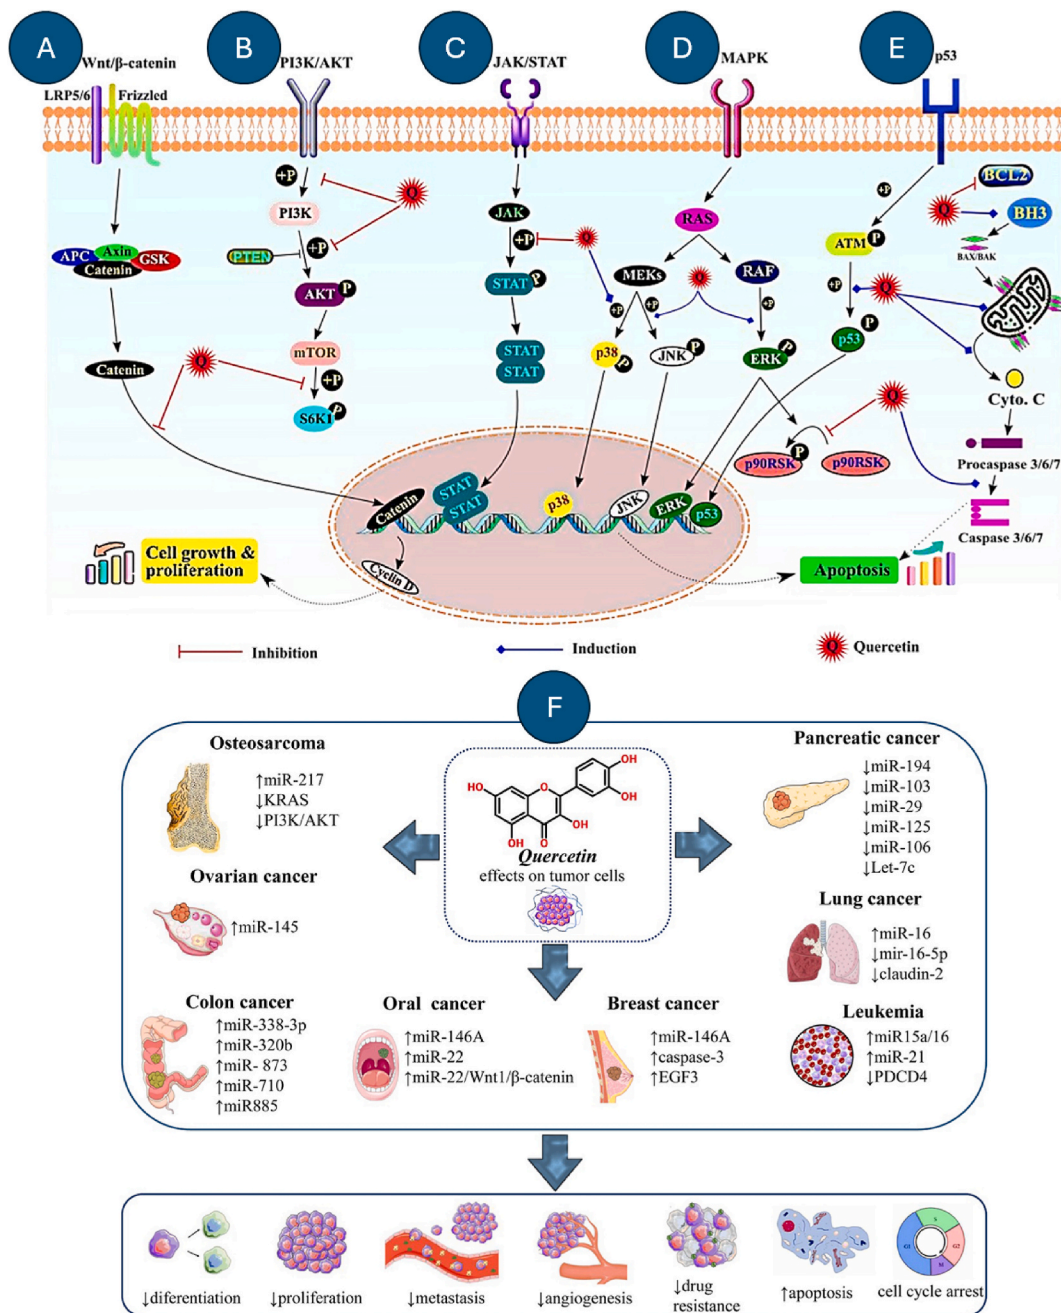 A
B
C
D
E
Wnt/β-catenin
PI3K/AKT
JAK/STAT
MAPK
p53
LRP5/6
Frizzled
+P
Q
BCL2
PI3K
JAK
RAS
+P
Q
BH3
PTEN
+P
+P
Q
ATM
P
BAX/BAK
APC
Axin
GSK
Catenin
AKT
P
STAT
P
MEKs
Q
RAF
+P
Q
+P
+P
+P
p53
P
mTOR
STAT
STAT
p38
P
JNK
P
ERK
P
Catenin
Q
+P
Cyto. C
S6K1
P
Q
p90RSK
P
p90RSK
Procaspase 3/6/7
Catenin
STAT
STAT
p38
JNK
ERK
p53
Caspase 3/6/7
Cell growth &
proliferation
Cyclin D
Apoptosis
Inhibition
Induction
Q
Quercetin
F
Osteosarcoma
↑miR-217
↓KRAS
↓PI3K/AKT
OH
OH
HO
O
OH
OH
O
Quercetin
effects on tumor cells
Pancreatic cancer
↓miR-194
↓miR-103
↓miR-29
↓miR-125
↓miR-106
↓Let-7c
Ovarian cancer
↑miR-145
Lung cancer
↑miR-16
↓mir-16-5p
↓claudin-2
Colon cancer
↑miR-338-3p
↑miR-320b
↑miR- 873
↑miR-710
↑miR885
Oral cancer
↑miR-146A
↑miR-22
↑miR-22/Wnt1/β-catenin
Breast cancer
↑miR-146A
↑caspase-3
↑EGF3
Leukemia
↑miR15a/16
↑miR-21
↓PDCD4
S
G1
G2
M
↓diferentiation
↓proliferation
↓metastasis
↓angiogenesis
↓drug
resistance
↑apoptosis
cell cycle arrest